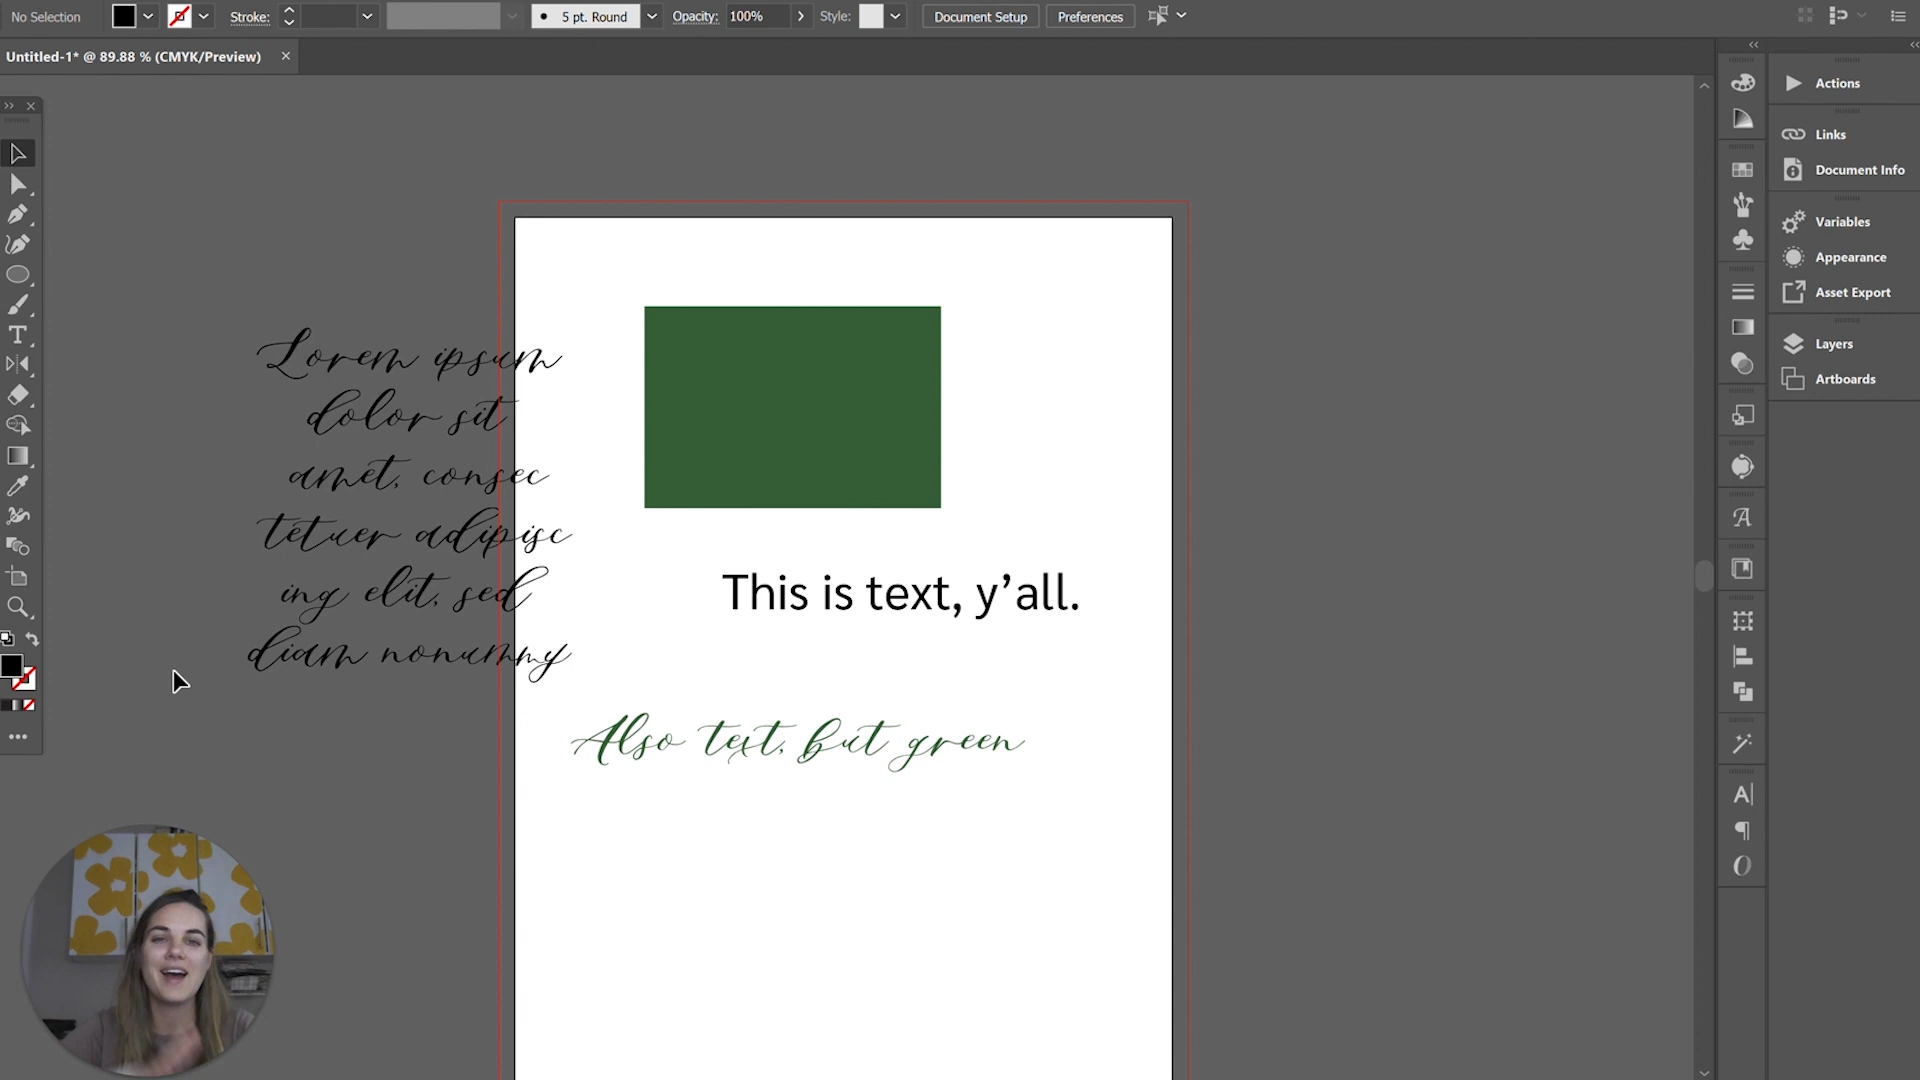 No Selection
Stroke:
5 pt. Round
Opacity:
100%
Style:
Document Setup
Preferences
Untitled-1* @ 89.88 % (CMYK/Preview)
Actions
Links
Document Info
Variables
Appearance
Asset Export
Layers
Artboards
Lorem ipsum
dolor sit
amet, consec
tetuer adipisc
ing elit, sed
diam nonummy
This is text, y’all.
Also text, but green